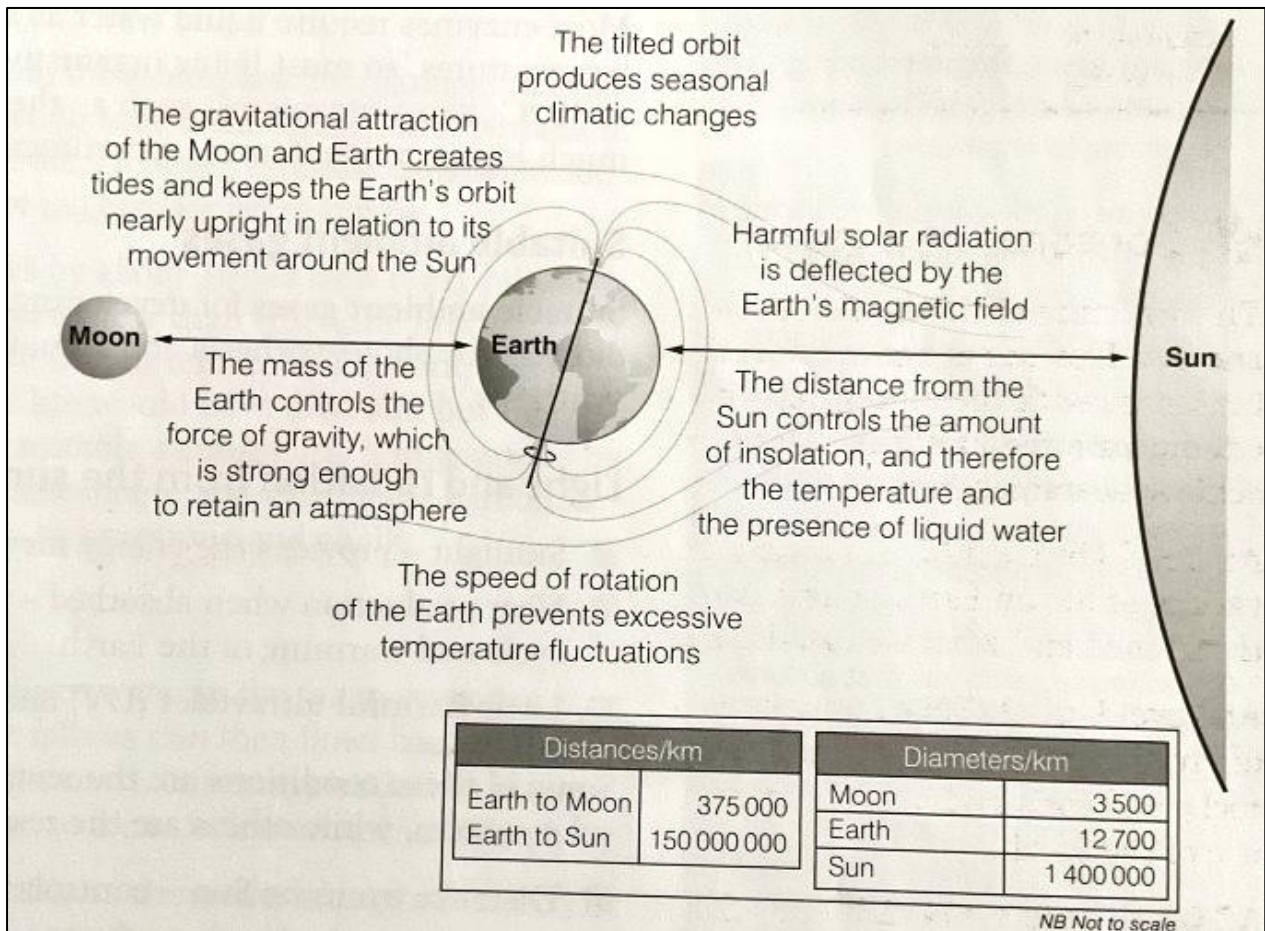 The tilted orbit
produces seasonal
climatic changes
The gravitational attraction
of the Moon and Earth creates
tides and keeps the Earth's orbit
nearly upright in relation to its
movement around the Sun
Harmful solar radiation
is deflected by the
Earth's magnetic field
Moon
Earth
Sun
The mass of the
Earth controls the
force of gravity, which
is strong enough
to retain an atmosphere
The distance from the
Sun controls the amount
of insolation, and therefore
the temperature and
the presence of liquid water
The speed of rotation
of the Earth prevents excessive
temperature fluctuations
Distances/km
Earth to Moon 375 000
Earth to Sun 150 000 000
Diameters/km
Moon 3 500
Earth 12 700
Sun 1 400 000
NB Not to scale